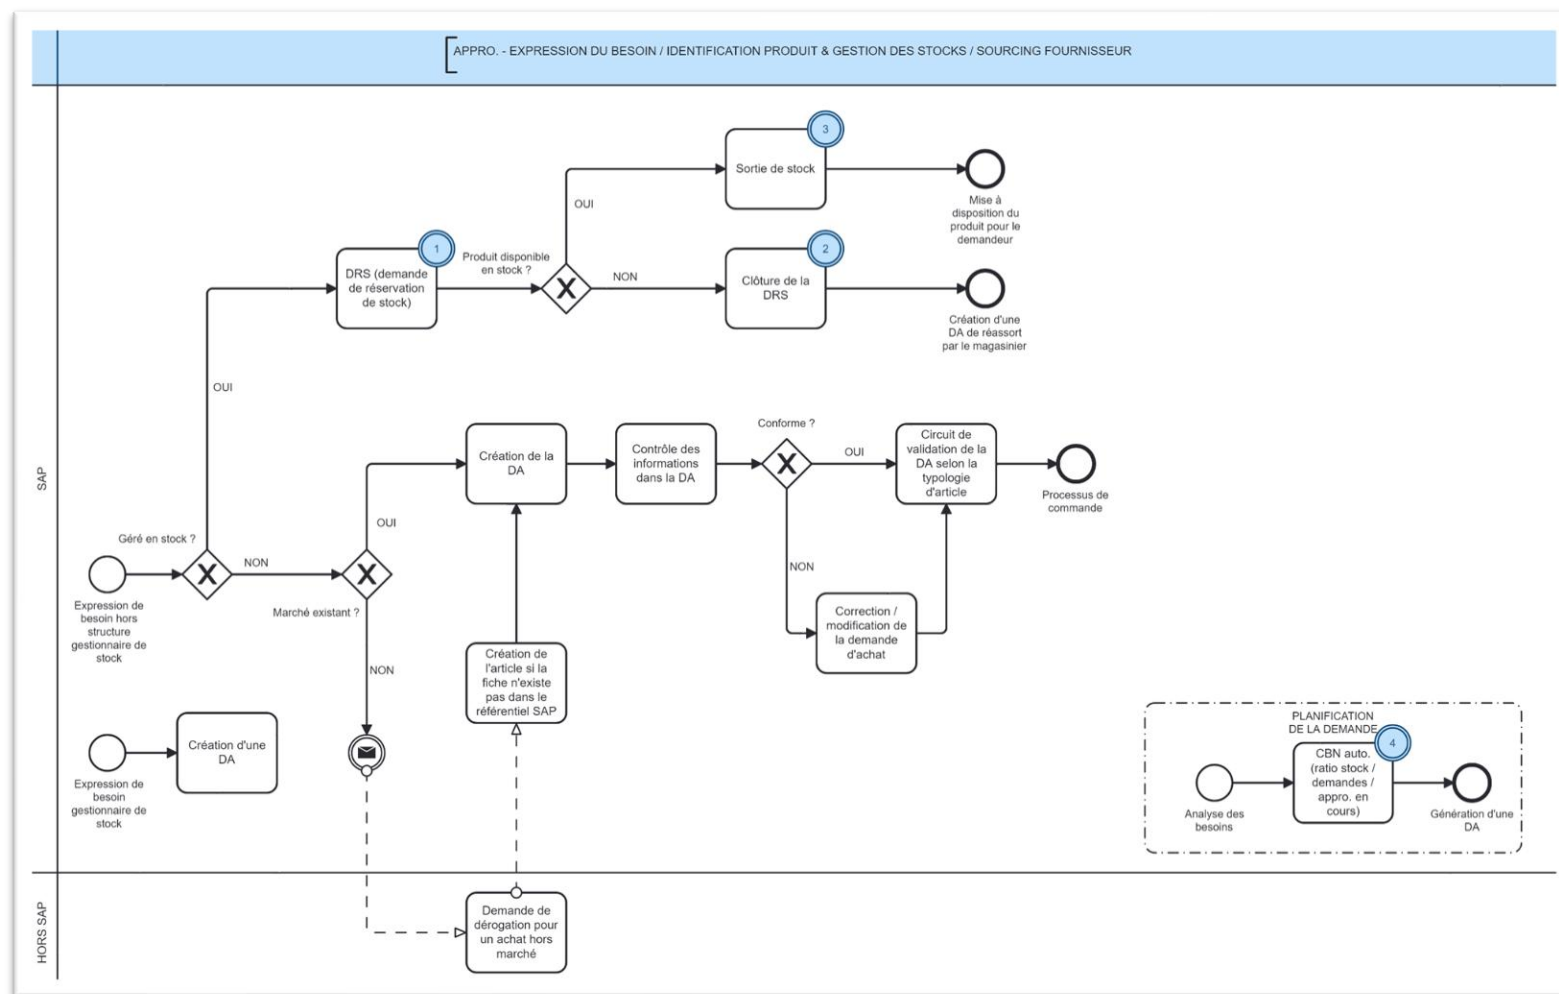 APPRO. - EXPRESSION DU BESOIN / IDENTIFICATION PRODUIT & GESTION DES STOCKS / SOURCING FOURNISSEUR
SAP
3
Sortie de stock
Mise à
disposition du
produit pour le
demandeur
OUI
1
DRS (demande
de réservation
de stock)
Produit disponible
en stock ?
X
NON
2
Clôture de la
DRS
Création d'une
DA de réassort
par le magasinier
OUI
Création de la
DA
Contrôle des
informations
dans la DA
Conforme ?
X
OUI
Circuit de
validation de la
DA selon la
typologie
d'article
Processus de
commande
NON
Correction /
modification de
la demande
d'achat
Géré en stock ?
X
NON
OUI
X
Marché existant ?
Expression de
besoin hors
structure
gestionnaire de
stock
NON
Création de
l'article si la
fiche n'existe
pas dans le
référentiel SAP
Expression de
besoin
gestionnaire de
stock
Création d'une
DA
PLANIFICATION
DE LA DEMANDE
4
CBN auto.
(ratio stock /
demandes /
appro. en
cours)
Analyse des
besoins
Génération d'une
DA
HORS SAP
Demande de
dérogation pour
un achat hors
marché